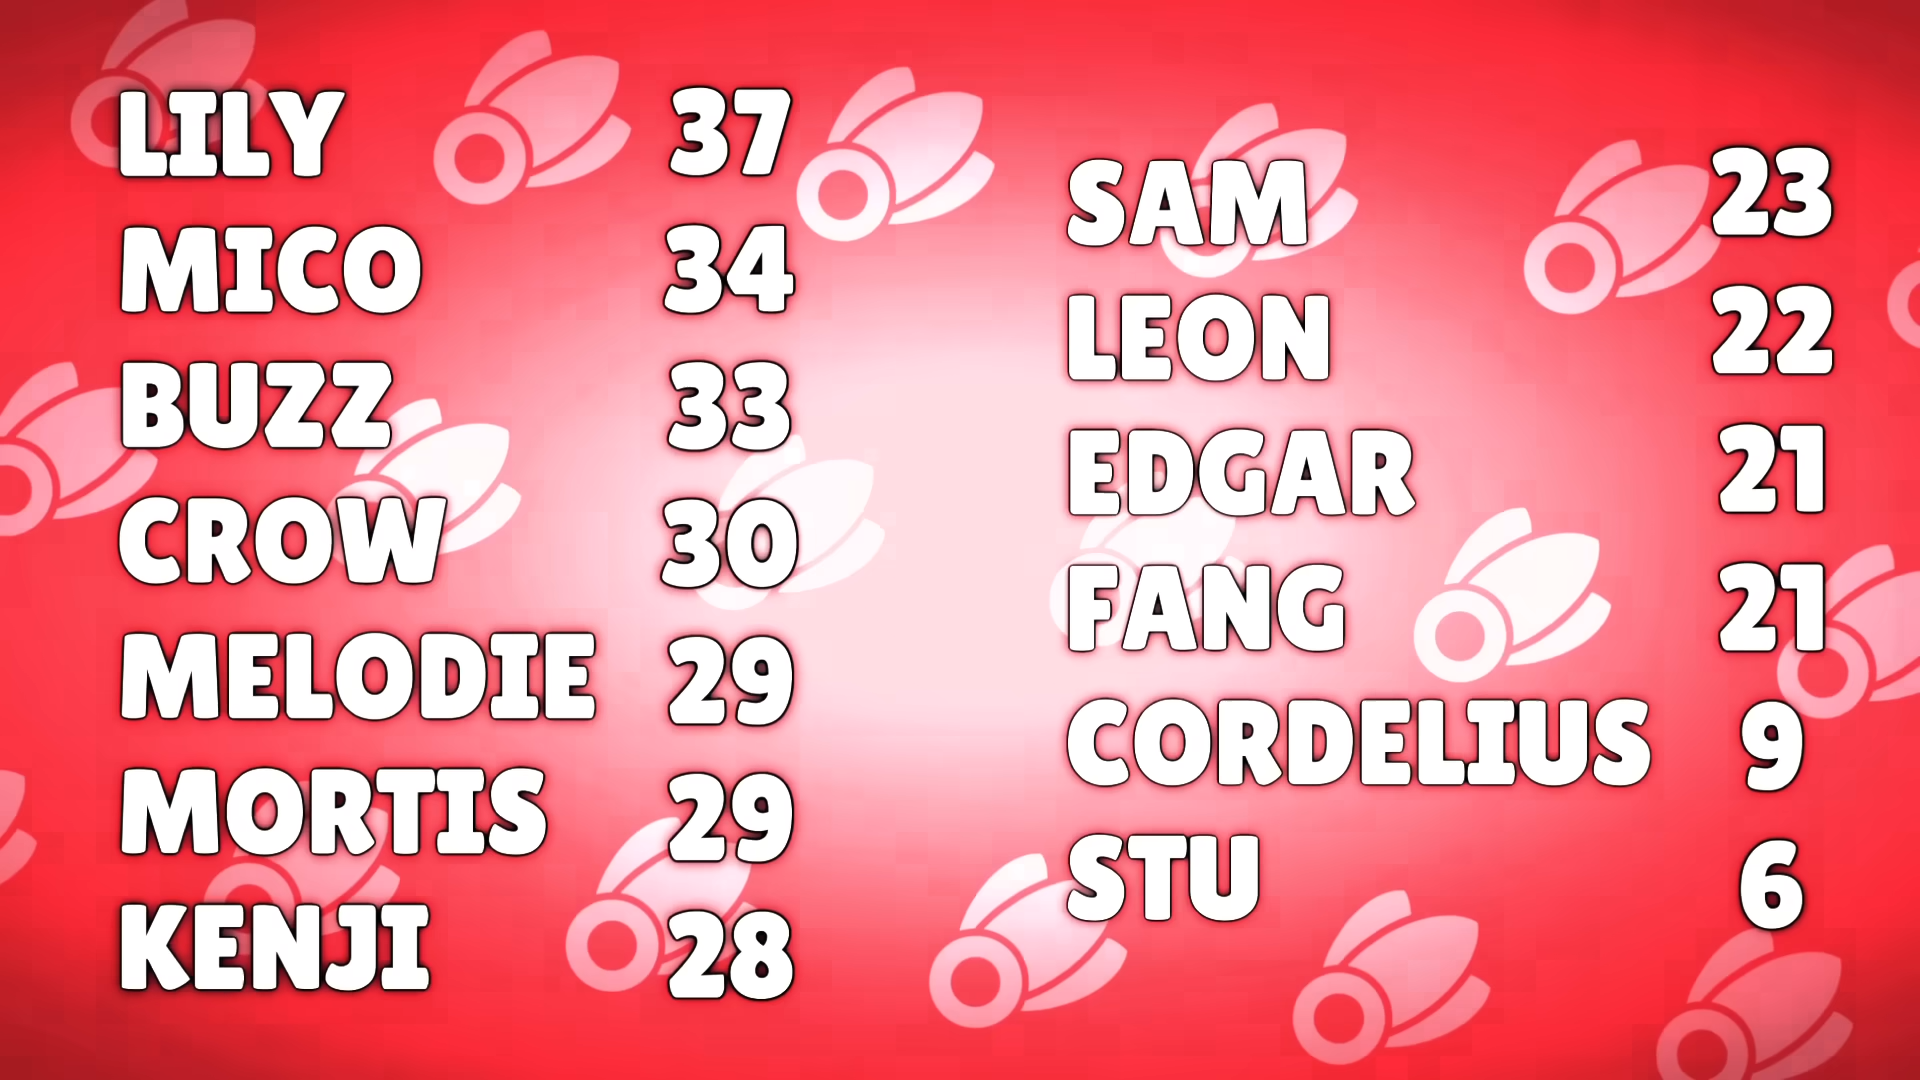 LILY 37
MICO 34
BUZZ 33
CROW 30
MELODIE 29
MORTIS 29
KENJI 28
SAM 23
LEON 22
EDGAR 21
FANG 21
CORDELIUS 9
STU 6